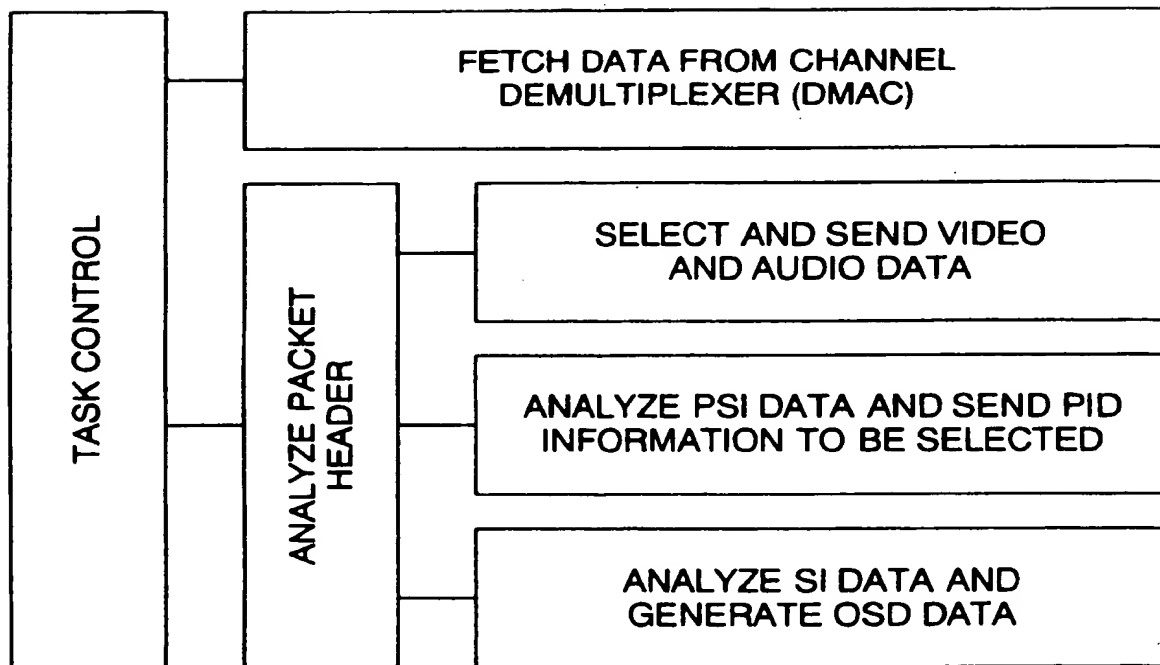 TASK CONTROL
FETCH DATA FROM CHANNEL
DEMULTIPLEXER (DMAC)
ANALYZE PACKET
HEADER
SELECT AND SEND VIDEO
AND AUDIO DATA
ANALYZE PSI DATA AND SEND PID
INFORMATION TO BE SELECTED
ANALYZE SI DATA AND
GENERATE OSD DATA